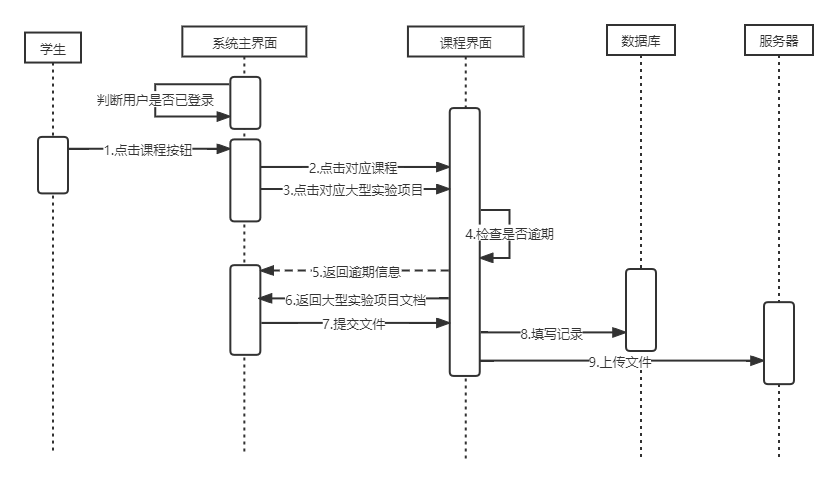 学生
系统主界面
课程界面
数据库
服务器
判断用户是否已登录
1.点击课程按钮
2.点击对应课程
3.点击对应大型实验项目
4.检查是否逾期
5.返回逾期信息
6.返回大型实验项目文档
7.提交文件
8.填写记录
9.上传文件